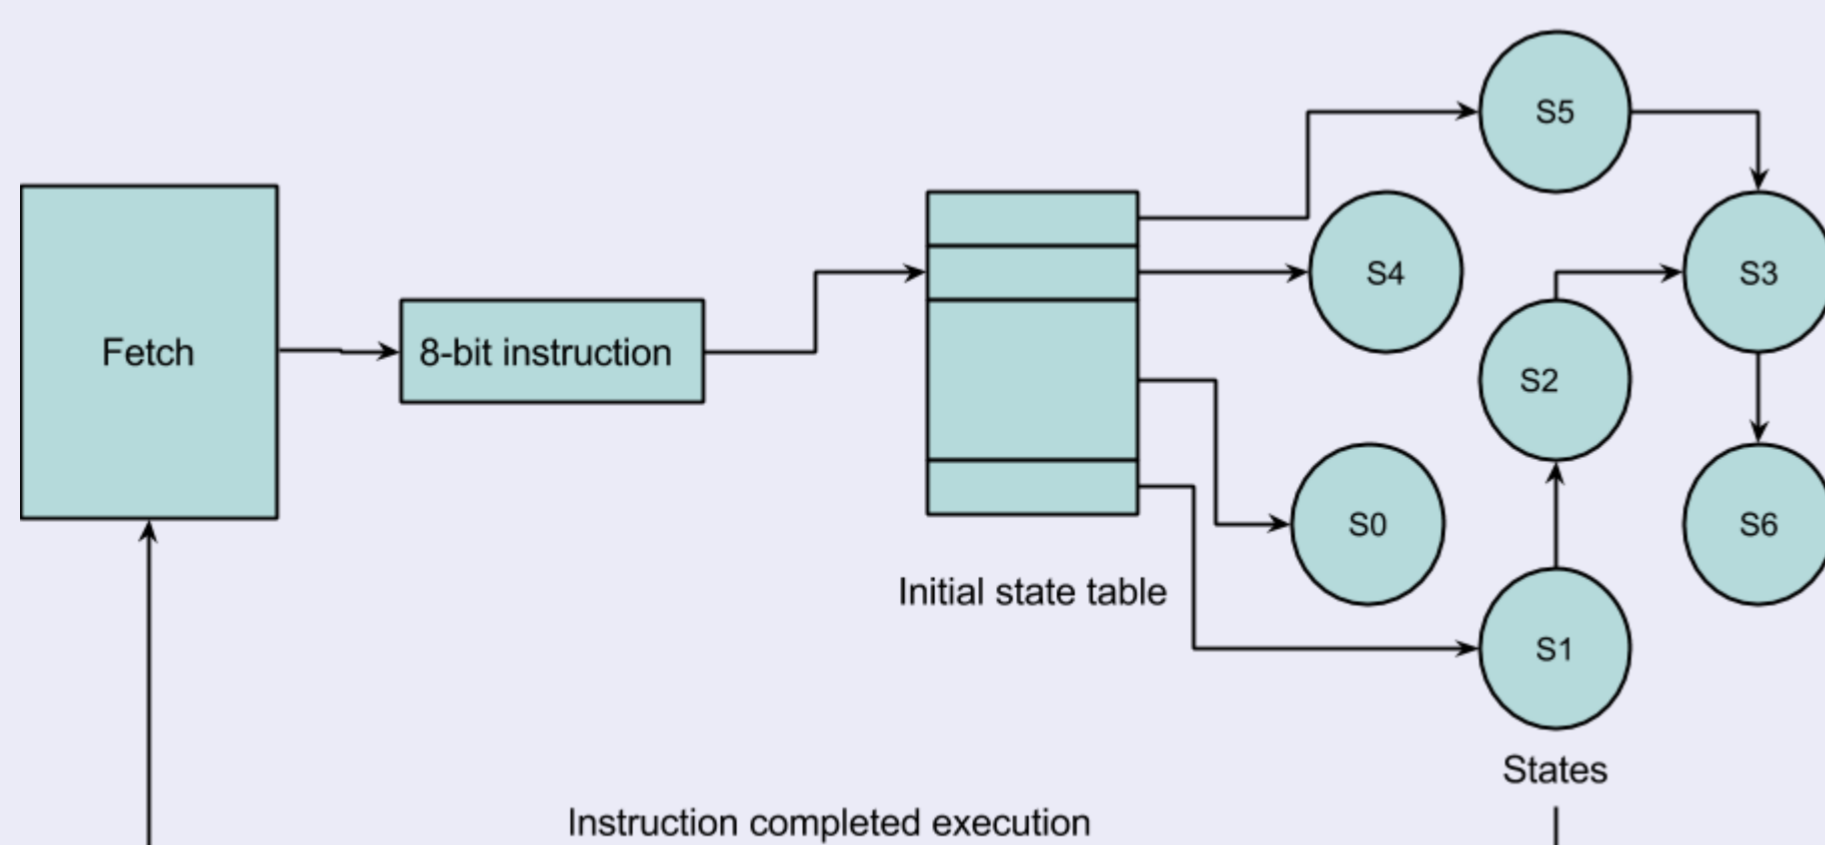 Fetch
8-bit instruction
Initial state table
S5
S4
S3
S2
S0
S6
S1
States
Instruction completed execution